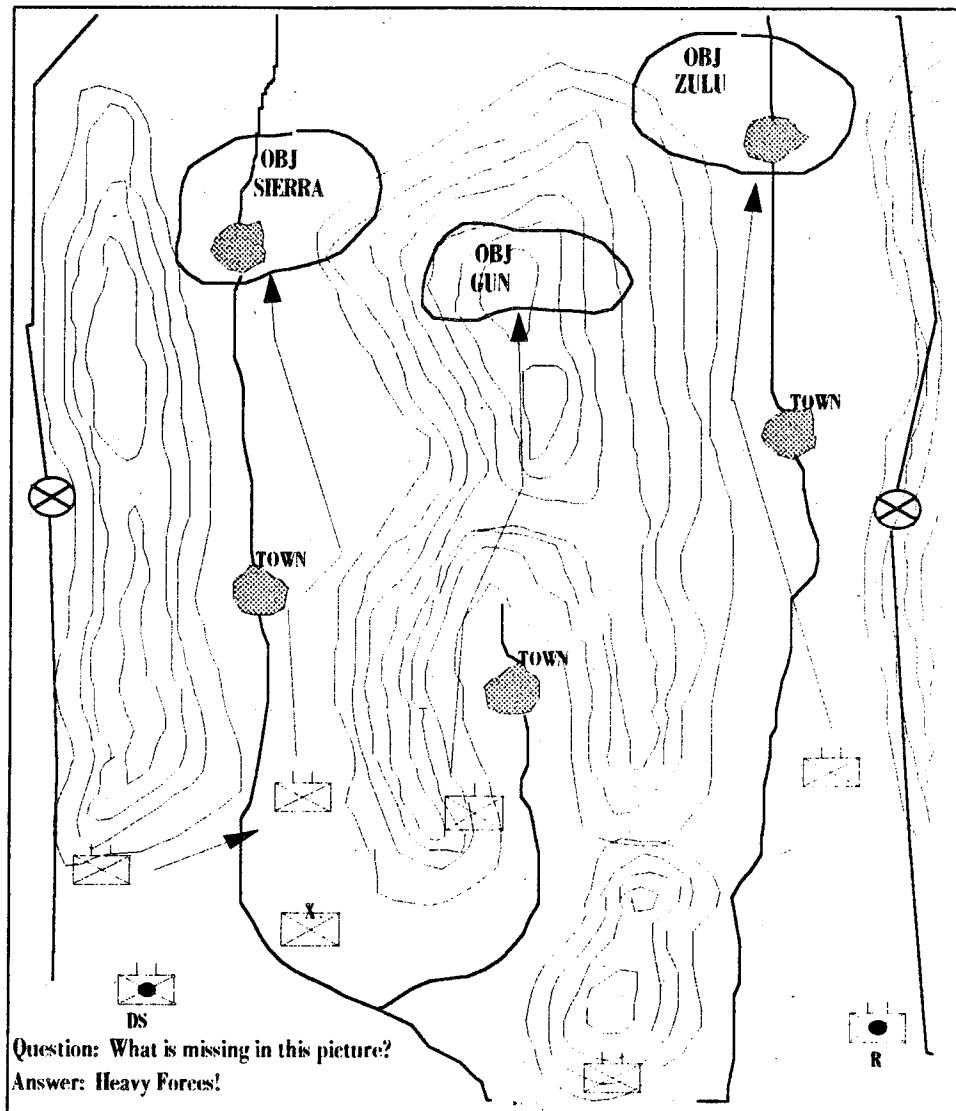 OBJ
ZULU
OBJ
SIERRA
OBJ
GUN
TOWN
TOWN
TOWN
X
DS
R
Question: What is missing in this picture?
Answer: Heavy Forces!